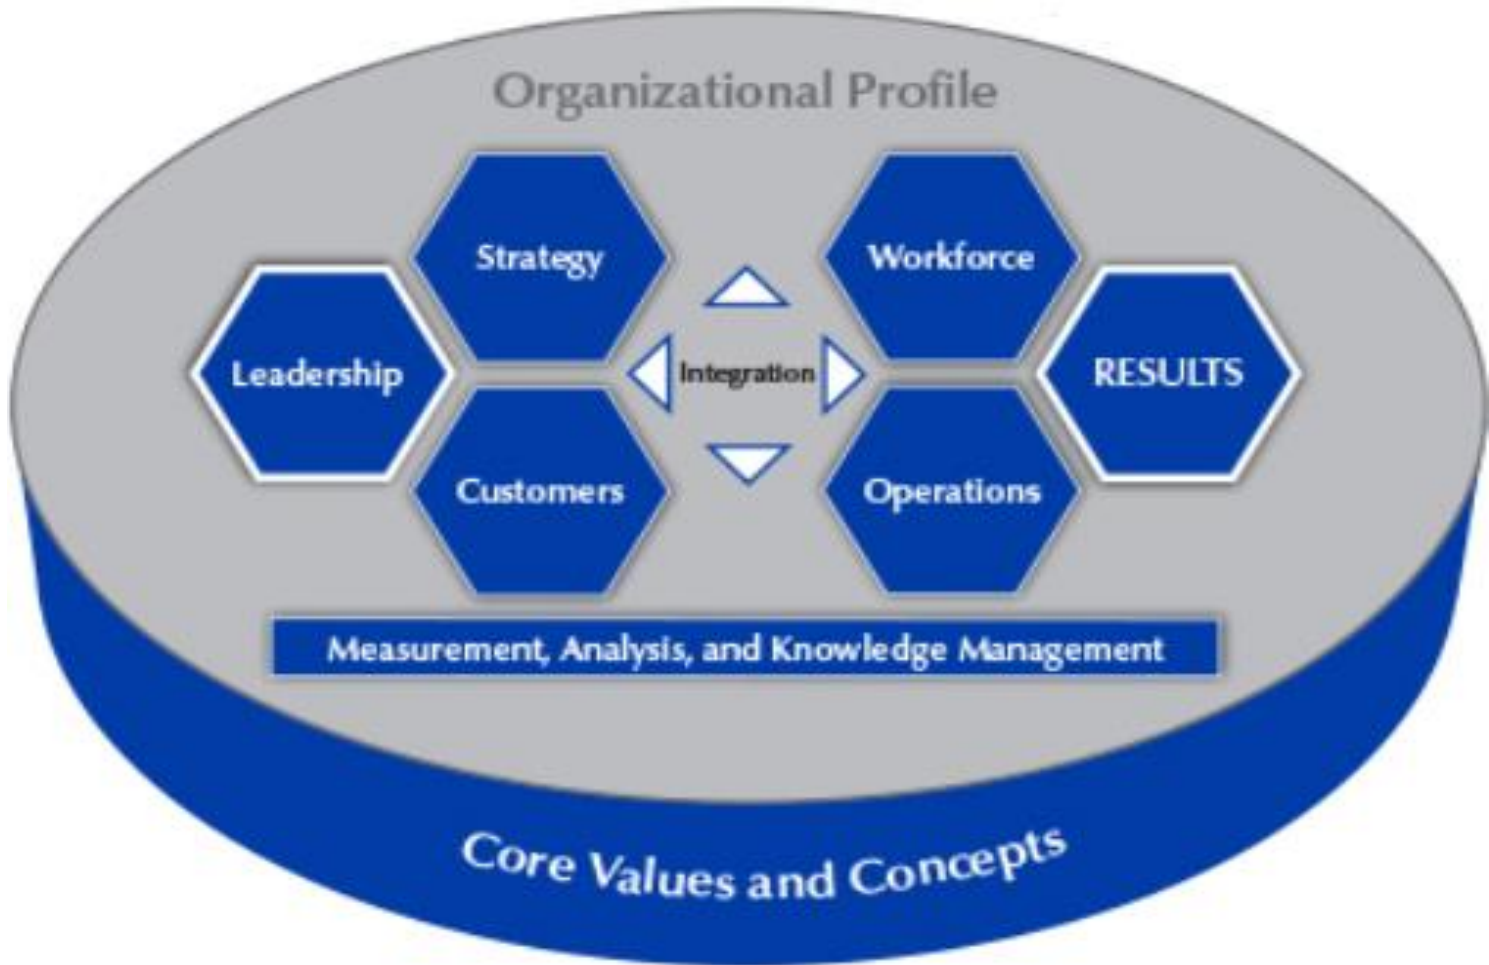 Organizational Profile
Strategy
Workforce
Leadership
Integration
RESULTS
Customers
Operations
Measurement, Analysis, and Knowledge Management
Core Values and Concepts